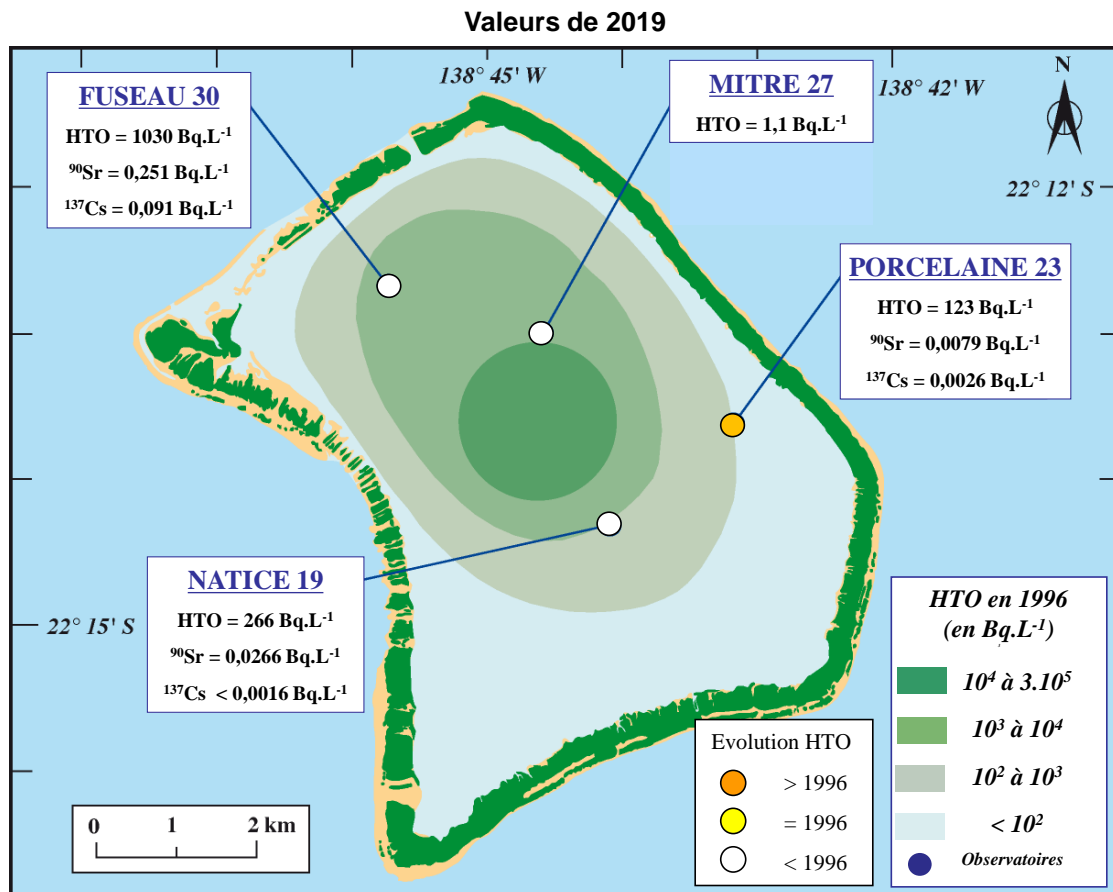 Valeurs de 2019
138° 45' W
138° 42' W
N
22° 12' S
22° 15' S
FUSEAU 30
HTO = 1030 Bq.L⁻¹
⁹⁰Sr = 0,251 Bq.L⁻¹
¹³⁷Cs = 0,091 Bq.L⁻¹
MITRE 27
HTO = 1,1 Bq.L⁻¹
PORCELAINE 23
HTO = 123 Bq.L⁻¹
⁹⁰Sr = 0,0079 Bq.L⁻¹
¹³⁷Cs = 0,0026 Bq.L⁻¹
NATICE 19
HTO = 266 Bq.L⁻¹
⁹⁰Sr = 0,0266 Bq.L⁻¹
¹³⁷Cs < 0,0016 Bq.L⁻¹
0 1 2 km
Evolution HTO
> 1996
= 1996
< 1996
HTO en 1996
(en Bq.L⁻¹)
10⁴ à 3.10⁵
10³ à 10⁴
10² à 10³
< 10²
Observatoires